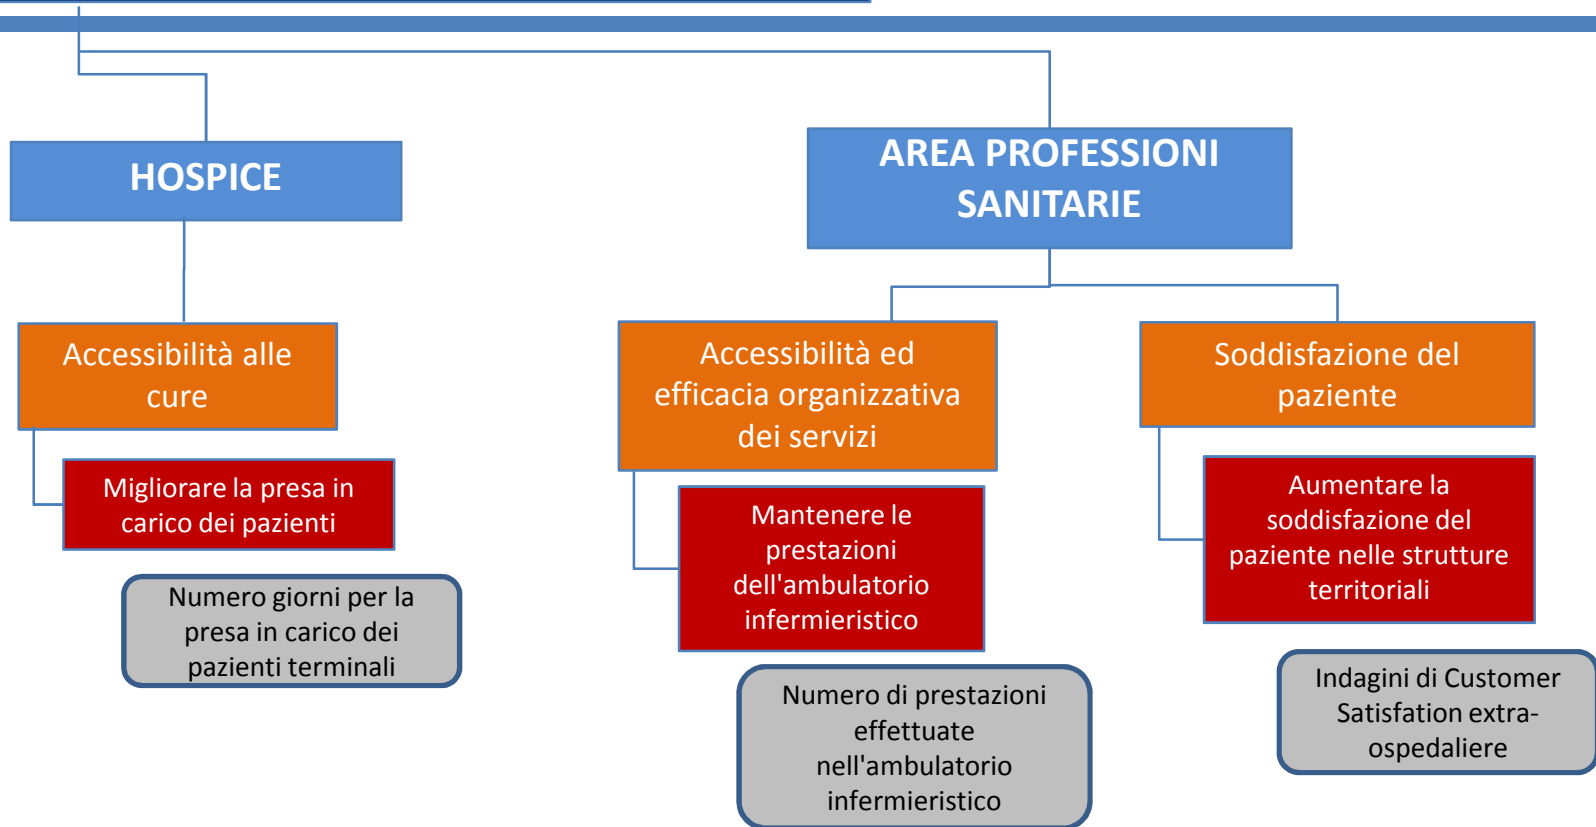 HOSPICE
AREA PROFESSIONI
SANITARIE
Accessibilità alle
cure
Migliorare la presa in
carico dei pazienti
Numero giorni per la
presa in carico dei
pazienti terminali
Accessibilità ed
efficacia organizzativa
dei servizi
Mantenere le
prestazioni
dell'ambulatorio
infermieristico
Numero di prestazioni
effettuate
nell'ambulatorio
infermieristico
Soddisfazione del
paziente
Aumentare la
soddisfazione del
paziente nelle strutture
territoriali
Indagini di Customer
Satisfation extra-
ospedaliere